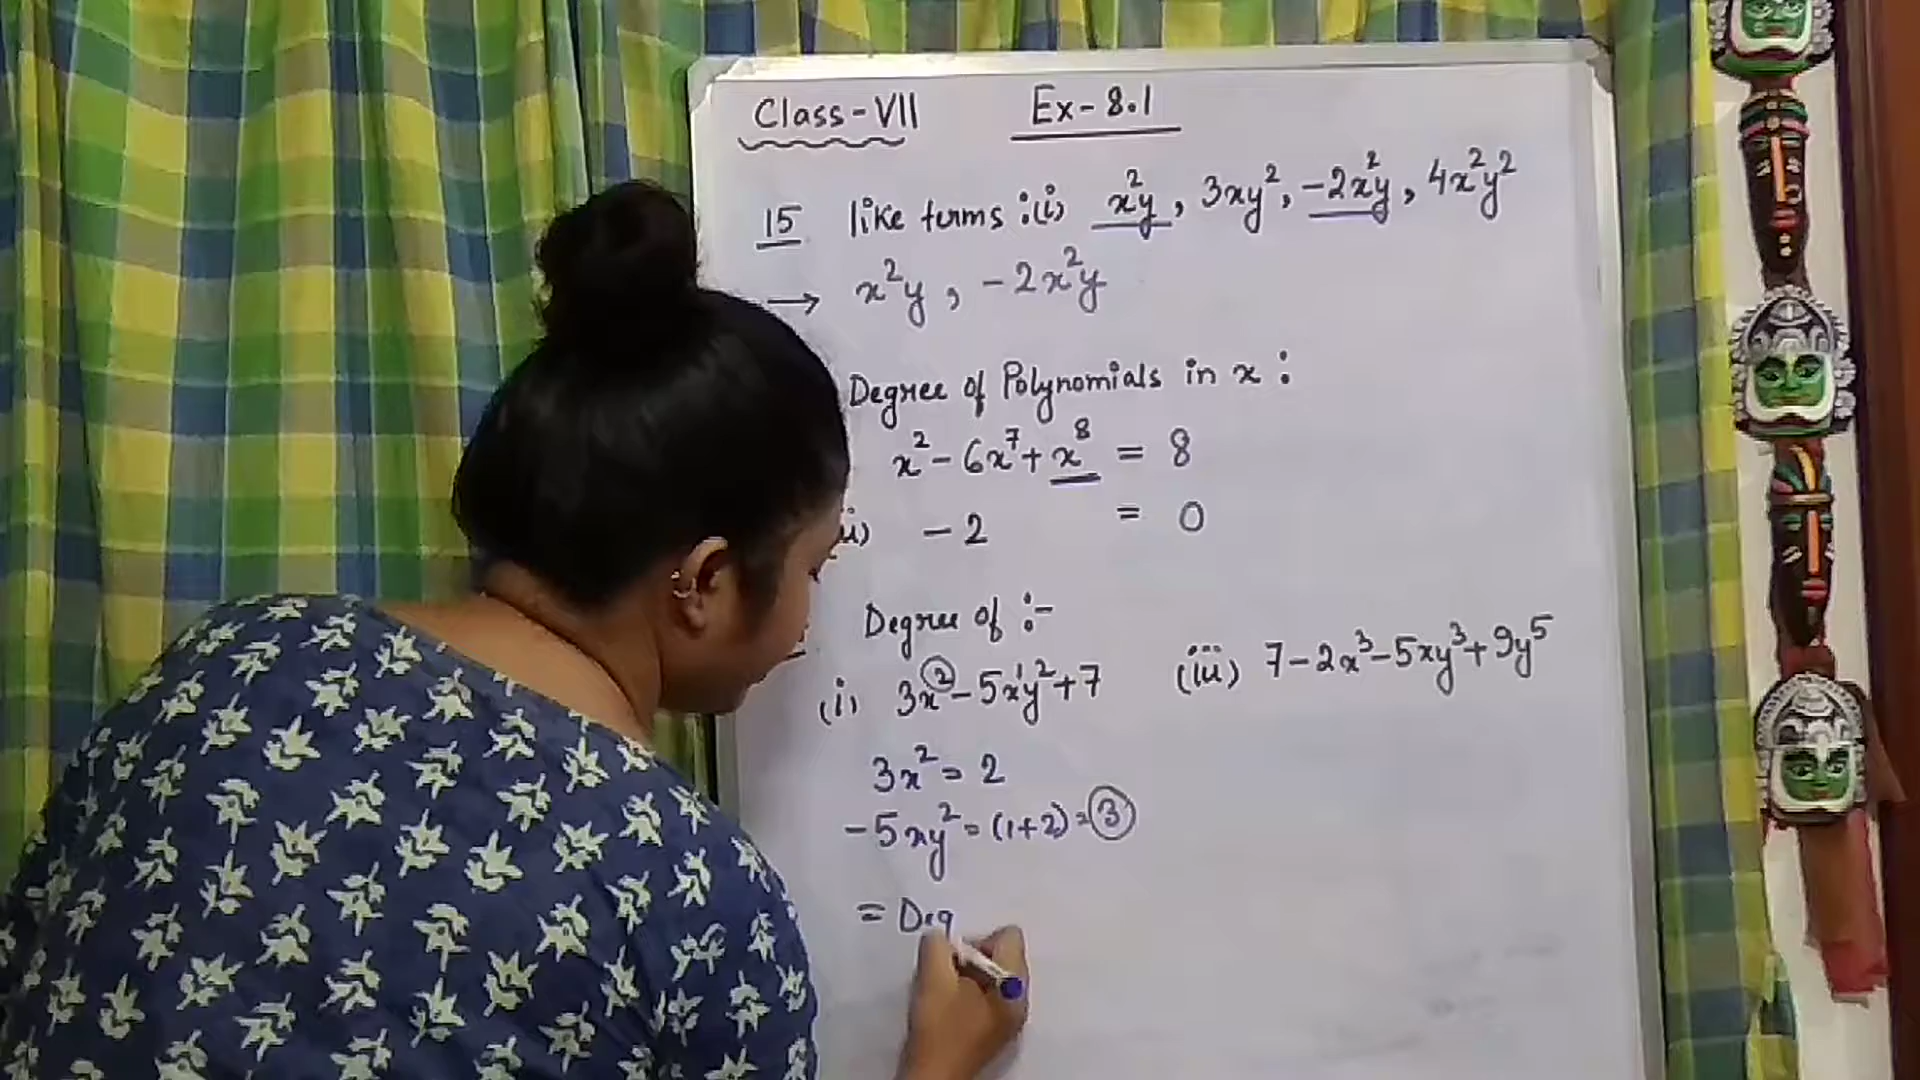 Class-VII Ex-8.1
15 like terms :(i) x²y, 3xy², -2x²y, 4x²y²
→ x²y, -2x²y
Degree of Polynomials in x :
x² - 6x⁷ + x⁸ = 8
ii) -2 = 0
Degree of :-
(i) 3x² - 5x¹y² + 7 (iii) 7 - 2x³ - 5xy³ + 9y⁵
3x² = 2
-5xy² = (1+2) = 3
= Deg